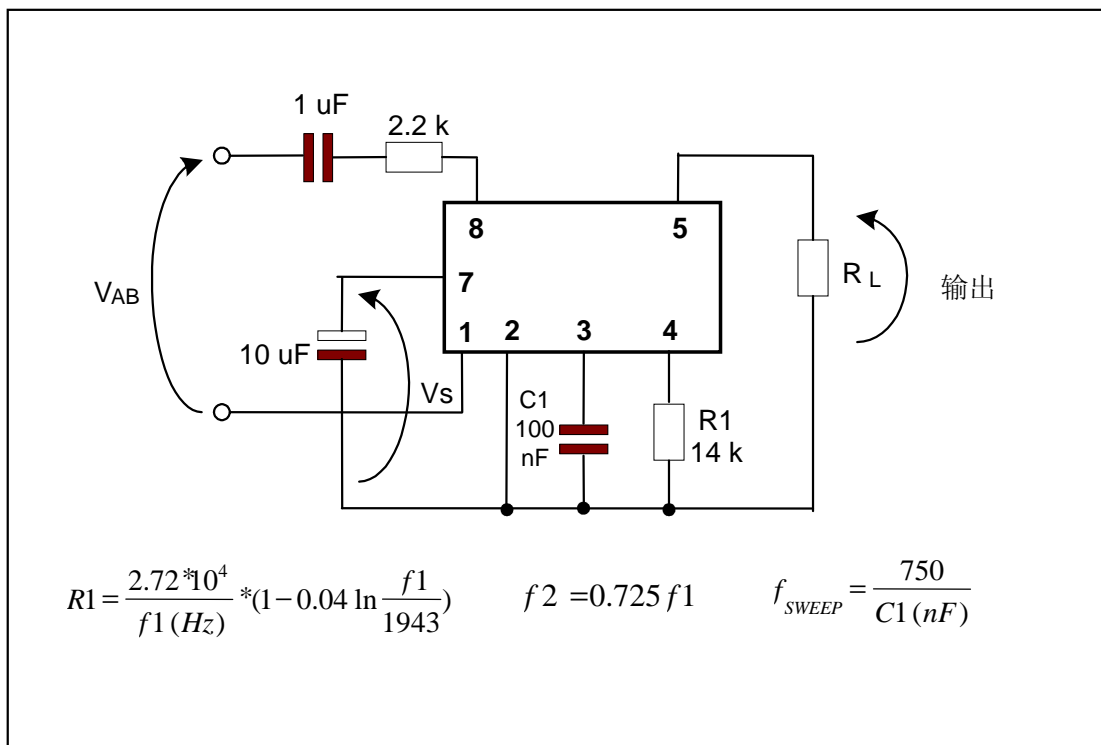 1 uF
2.2 k
8
5
7
VAB
R L
输出
1
2
3
4
10 uF
Vs
C1
100
nF
R1
14 k
R1 = 2.72*10^4 / f1(Hz) *(1−0.04 ln f1/1943)
f2 =0.725 f1
fSWEEP = 750 / C1(nF)